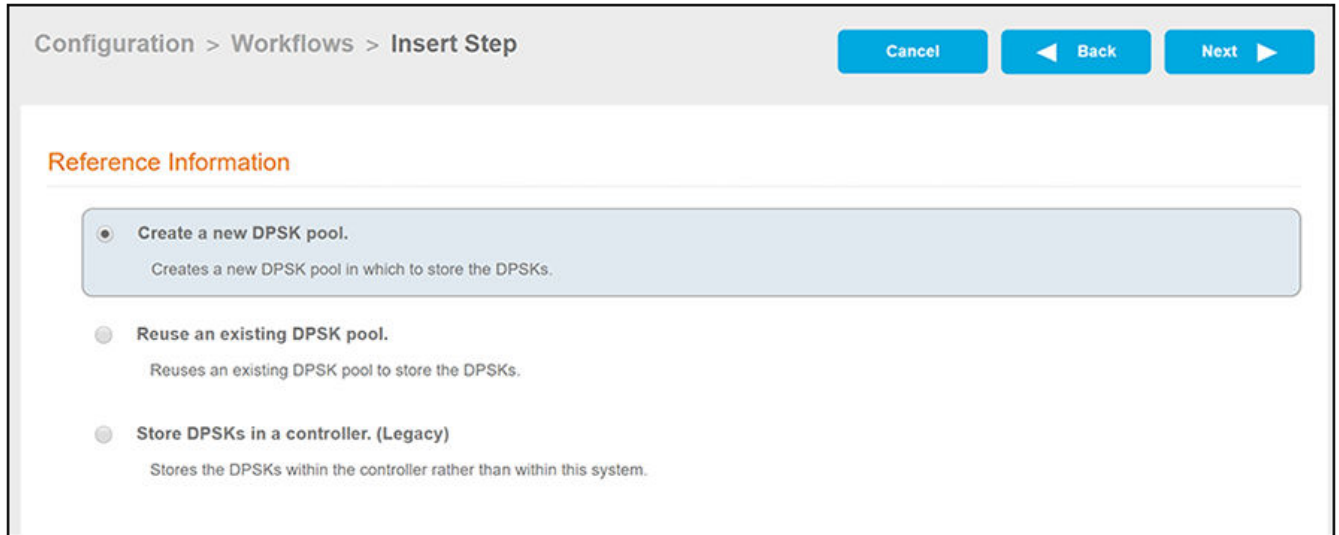 Configuration > Workflows > Insert Step
Cancel
Back
Next
Reference Information
Create a new DPSK pool.
Creates a new DPSK pool in which to store the DPSKs.
Reuse an existing DPSK pool.
Reuses an existing DPSK pool to store the DPSKs.
Store DPSKs in a controller. (Legacy)
Stores the DPSKs within the controller rather than within this system.